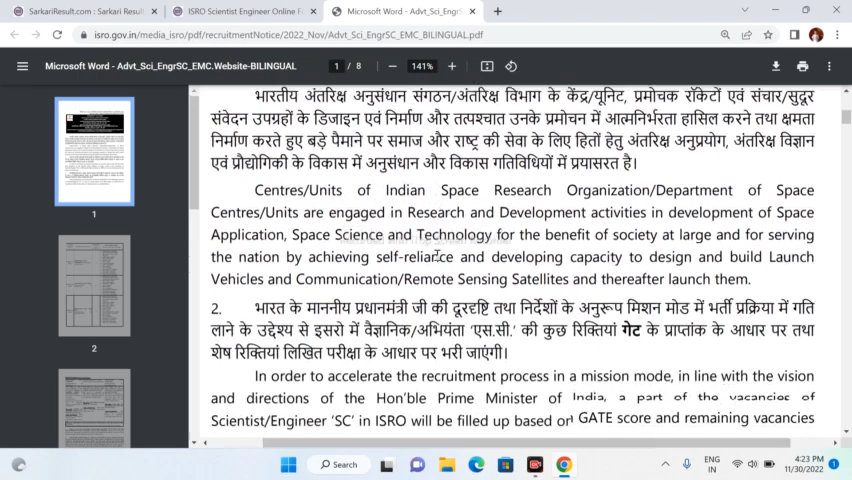 SarkariResult.com : Sarkari Resul
ISRO Scientist Engineer Online F
Microsoft Word - Advt_Sci_EngrS
isro.gov.in/media_isro/pdf/recruitmentNotice/2022_Nov/Advt_Sci_EngrSC_EMC_BILINGUAL.pdf
Microsoft Word - Advt_Sci_EngrSC_EMC.Website-BILINGUAL
1 / 8
141%
भारतीय अंतरिक्ष अनुसंधान संगठन/अंतरिक्ष विभाग के केंद्र/यूनिट, प्रमोचक रॉकेटों एवं संचार/सुदूर
संवेदन उपग्रहों के डिजाइन एवं निर्माण और तत्पश्चात उनके प्रमोचन में आत्मनिर्भरता हासिल करने तथा क्षमता
निर्माण करते हुए बड़े पैमाने पर समाज और राष्ट्र की सेवा के लिए हितों हेतु अंतरिक्ष अनुप्रयोग, अंतरिक्ष विज्ञान
एवं प्रौद्योगिकी के विकास में अनुसंधान और विकास गतिविधियों में प्रयासरत है।
Centres/Units of Indian Space Research Organization/Department of Space
Centres/Units are engaged in Research and Development activities in development of Space
Application, Space Science and Technology for the benefit of society at large and for serving
the nation by achieving self-reliance and developing capacity to design and build Launch
Vehicles and Communication/Remote Sensing Satellites and thereafter launch them.
2. भारत के माननीय प्रधानमंत्री जी की दूरदृष्टि तथा निर्देशों के अनुरूप मिशन मोड में भर्ती प्रक्रिया में गति
लाने के उद्देश्य से इसरो में वैज्ञानिक/अभियंता 'एस.सी.' की कुछ रिक्तियां गेट के प्राप्तांक के आधार पर तथा
शेष रिक्तियां लिखित परीक्षा के आधार पर भरी जाएंगी।
In order to accelerate the recruitment process in a mission mode, in line with the vision
and directions of the Hon'ble Prime Minister of India, a part of the vacancies of
Scientist/Engineer 'SC' in ISRO will be filled up based on GATE score and remaining vacancies
1
2
Search
ENG
IN
4:23 PM
11/30/2022